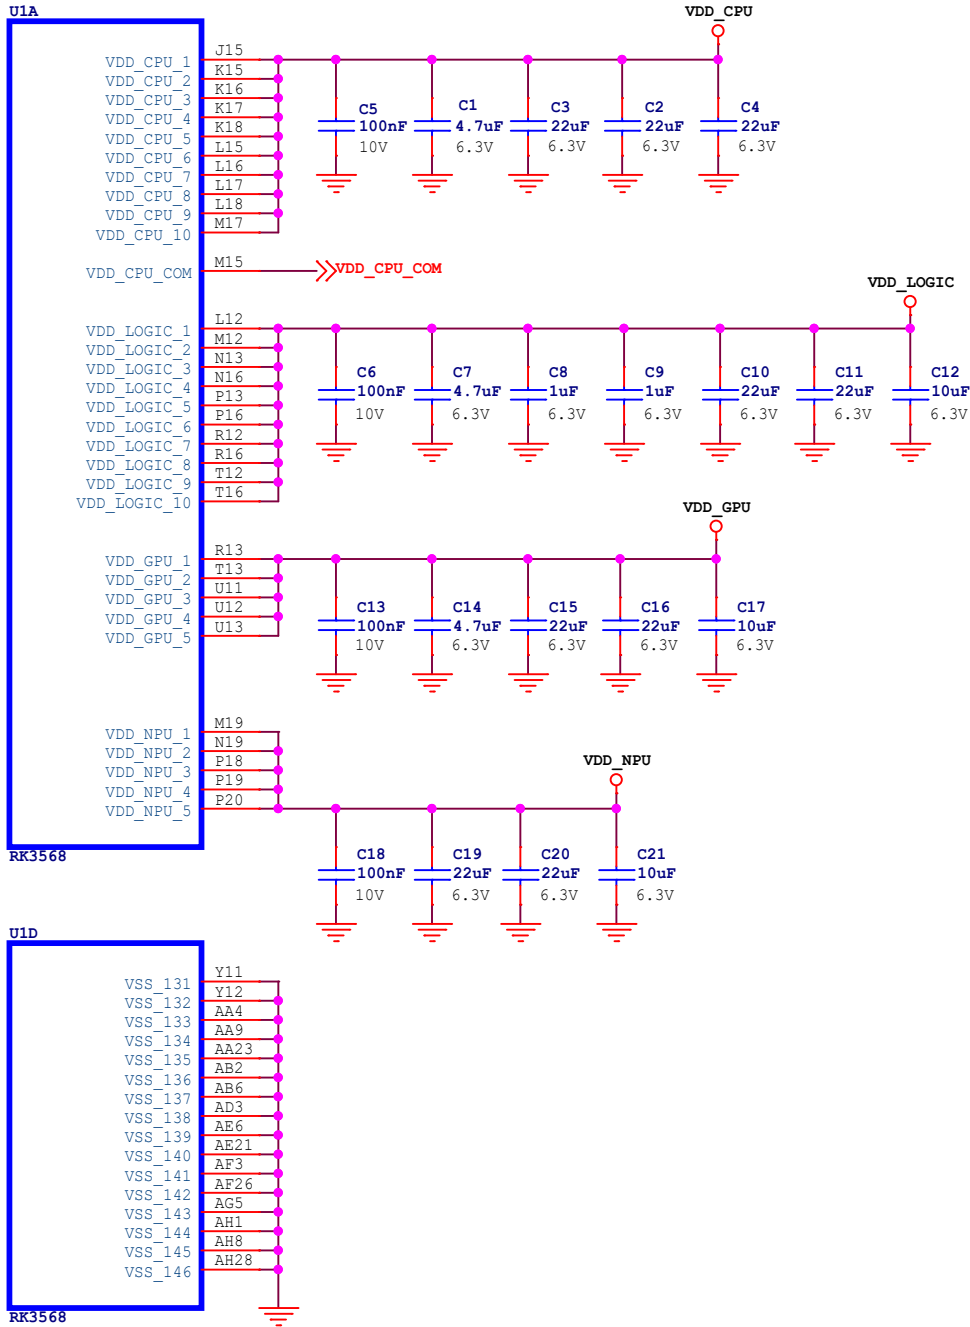 U1A
VDD_CPU
VDD_CPU_1 J15
VDD_CPU_2 K15
VDD_CPU_3 K16
VDD_CPU_4 K17
VDD_CPU_5 K18
VDD_CPU_6 L15
VDD_CPU_7 L16
VDD_CPU_8 L17
VDD_CPU_9 L18
VDD_CPU_10 M17
C5 C1 C3 C2 C4
100nF 4.7uF 22uF 22uF 22uF
10V 6.3V 6.3V 6.3V 6.3V
VDD_CPU_COM M15 VDD_CPU_COM
VDD_LOGIC
VDD_LOGIC_1 L12
VDD_LOGIC_2 M12
VDD_LOGIC_3 N13
VDD_LOGIC_4 N16
VDD_LOGIC_5 P13
VDD_LOGIC_6 P16
VDD_LOGIC_7 R12
VDD_LOGIC_8 R16
VDD_LOGIC_9 T12
VDD_LOGIC_10 T16
C6 C7 C8 C9 C10 C11 C12
100nF 4.7uF 1uF 1uF 22uF 22uF 10uF
10V 6.3V 6.3V 6.3V 6.3V 6.3V 6.3V
VDD_GPU
VDD_GPU_1 R13
VDD_GPU_2 T13
VDD_GPU_3 U11
VDD_GPU_4 U12
VDD_GPU_5 U13
C13 C14 C15 C16 C17
100nF 4.7uF 22uF 22uF 10uF
10V 6.3V 6.3V 6.3V 6.3V
VDD_NPU_1 M19
VDD_NPU_2 N19
VDD_NPU_3 P18
VDD_NPU_4 P19
VDD_NPU_5 P20
VDD_NPU
C18 C19 C20 C21
100nF 22uF 22uF 10uF
10V 6.3V 6.3V 6.3V
RK3568
U1D
VSS_131 Y11
VSS_132 Y12
VSS_133 AA4
VSS_134 AA9
VSS_135 AA23
VSS_136 AB2
VSS_137 AB6
VSS_138 AD3
VSS_139 AE6
VSS_140 AE21
VSS_141 AF3
VSS_142 AF26
VSS_143 AG5
VSS_144 AH1
VSS_145 AH8
VSS_146 AH28
RK3568